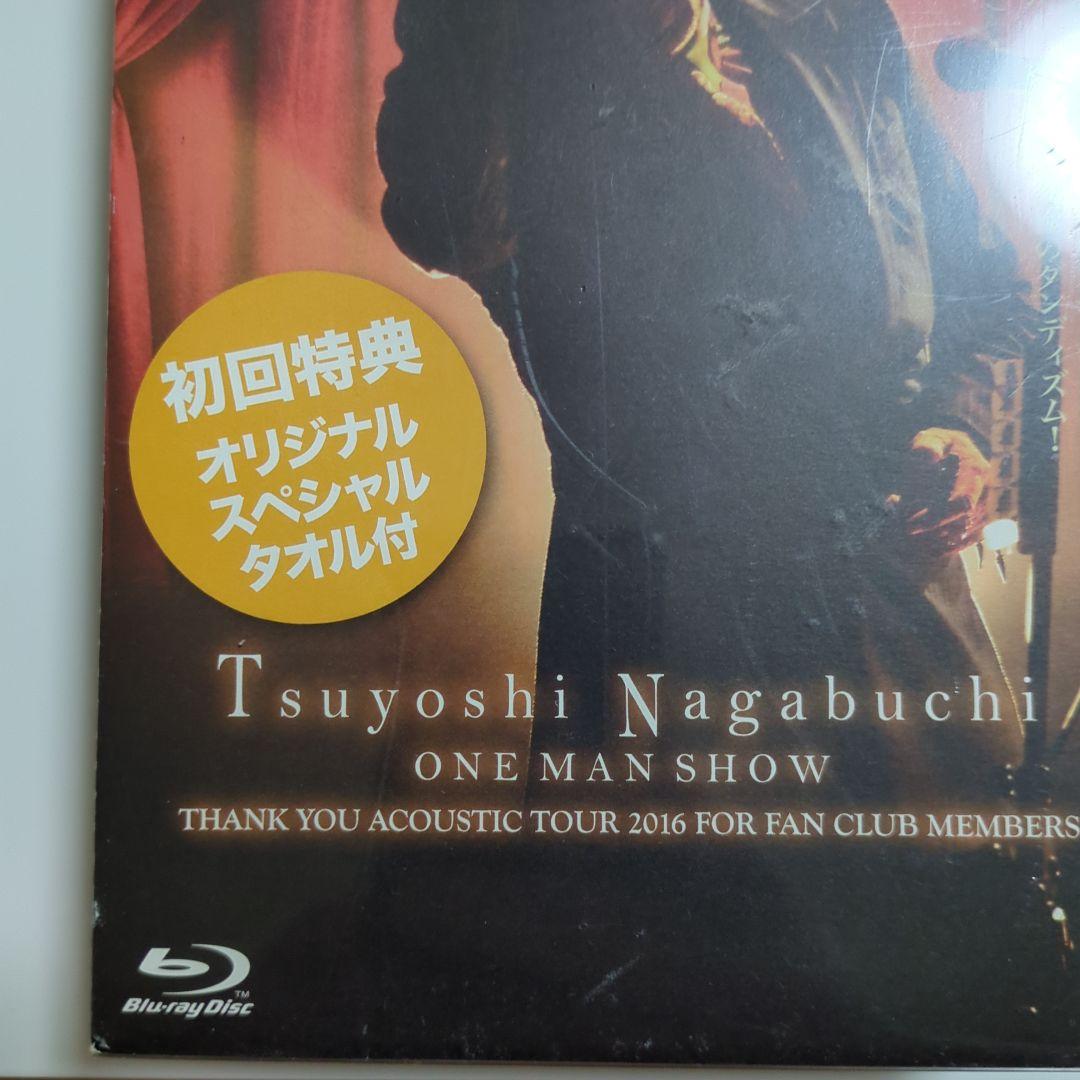 ダンディズム！
初回特典
オリジナル
スペシャル
タオル付
Tsuyoshi Nagabuchi
ONE MAN SHOW
THANK YOU ACOUSTIC TOUR 2016 FOR FAN CLUB MEMBERS
Blu-ray Disc™